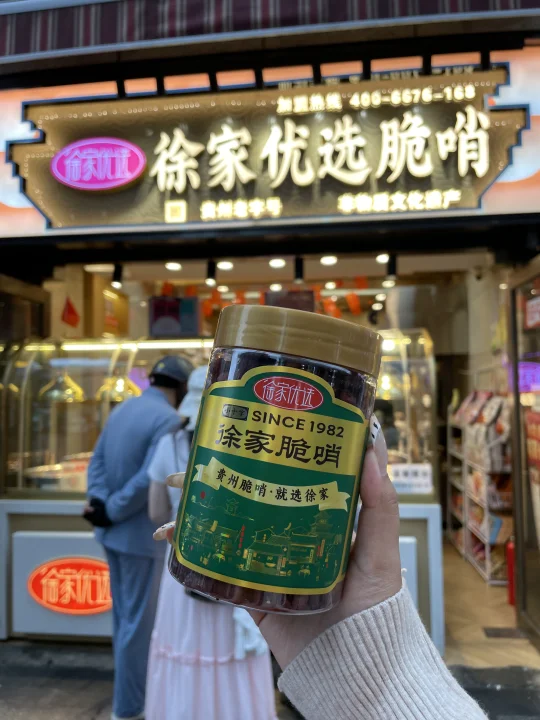 加盟热线 400-6676-168
徐家优选
徐家优选脆哨
贵州老字号
非物质文化遗产
徐家优选
SINCE 1982
徐家脆哨
贵州脆哨·就选徐家
徐家优选